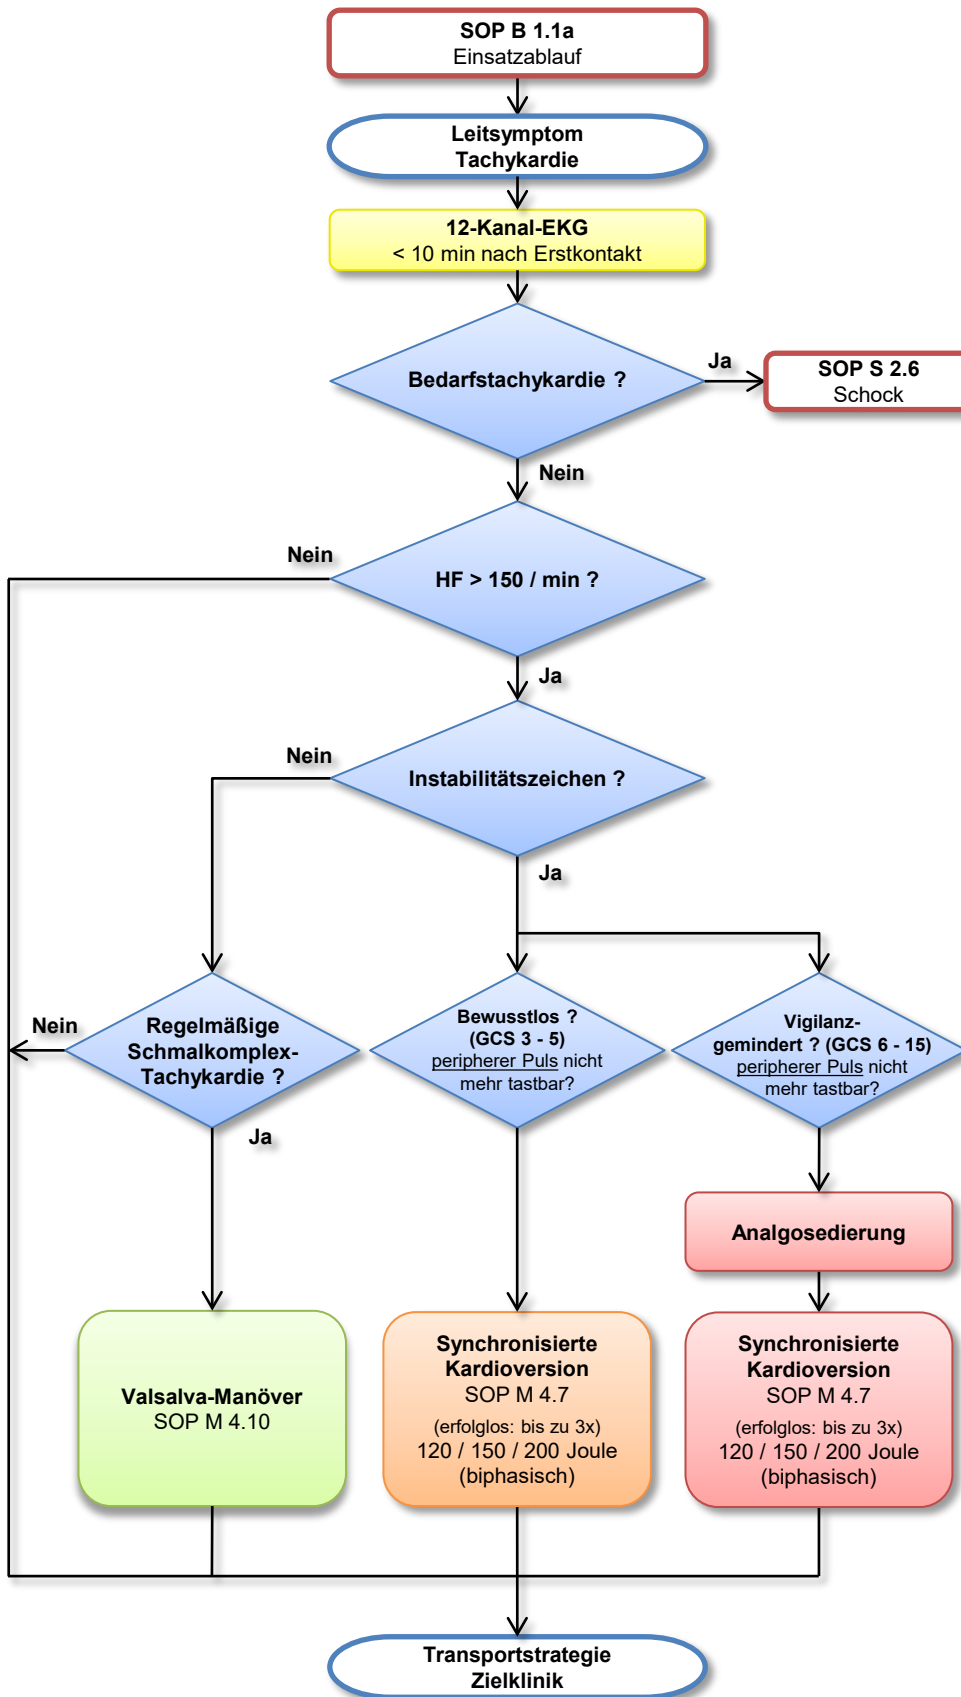 SOP B 1.1a
Einsatzablauf
Leitsymptom
Tachykardie
12-Kanal-EKG
< 10 min nach Erstkontakt
Bedarfstachykardie ?
Ja
SOP S 2.6
Schock
Nein
HF > 150 / min ?
Nein
Ja
Instabilitätszeichen ?
Nein
Ja
Regelmäßige
Schmalkomplex-
Tachykardie ?
Nein
Ja
Bewusstlos ?
(GCS 3 - 5)
peripherer Puls nicht
mehr tastbar?
Vigilanz-
gemindert ? (GCS 6 - 15)
peripherer Puls nicht
mehr tastbar?
Analgosedierung
Valsalva-Manöver
SOP M 4.10
Synchronisierte
Kardioversion
SOP M 4.7
(erfolglos: bis zu 3x)
120 / 150 / 200 Joule
(biphasisch)
Synchronisierte
Kardioversion
SOP M 4.7
(erfolglos: bis zu 3x)
120 / 150 / 200 Joule
(biphasisch)
Transportstrategie
Zielklinik